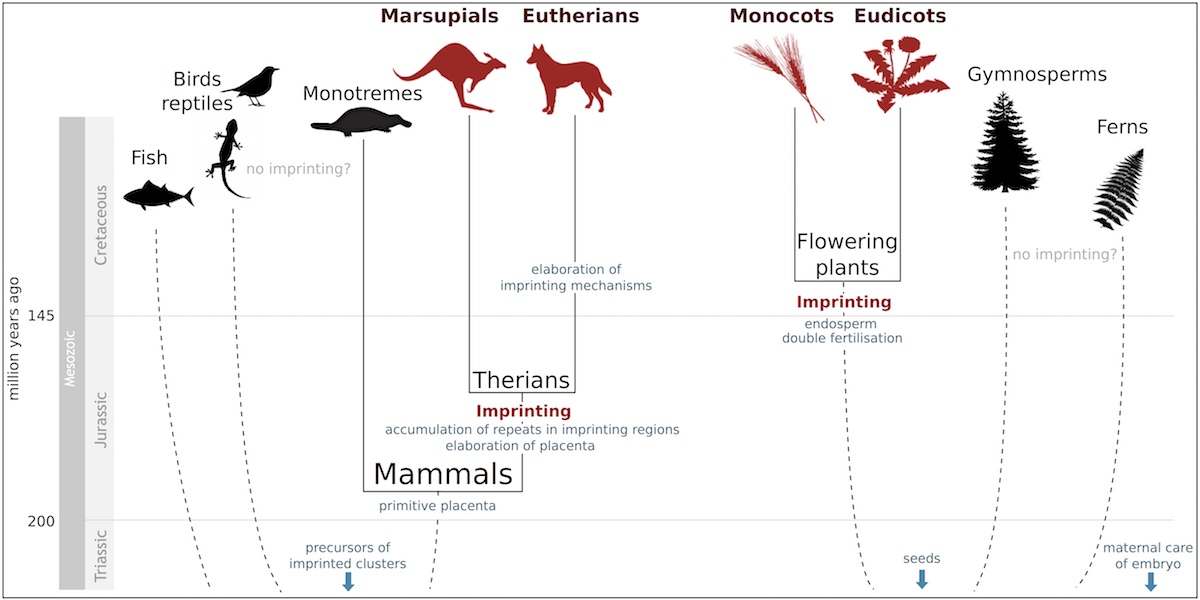 Marsupials
Eutherians
Monocots
Eudicots
Birds
reptiles
Monotremes
Gymnosperms
Ferns
Fish
no imprinting?
no imprinting?
Flowering
plants
Imprinting
endosperm
double fertilisation
elaboration of
imprinting mechanisms
Therians
Imprinting
accumulation of repeats in imprinting regions
elaboration of placenta
Mammals
primitive placenta
precursors of
imprinted clusters
seeds
maternal care
of embryo
million years ago
145
200
Mesozoic
Cretaceous
Jurassic
Triassic